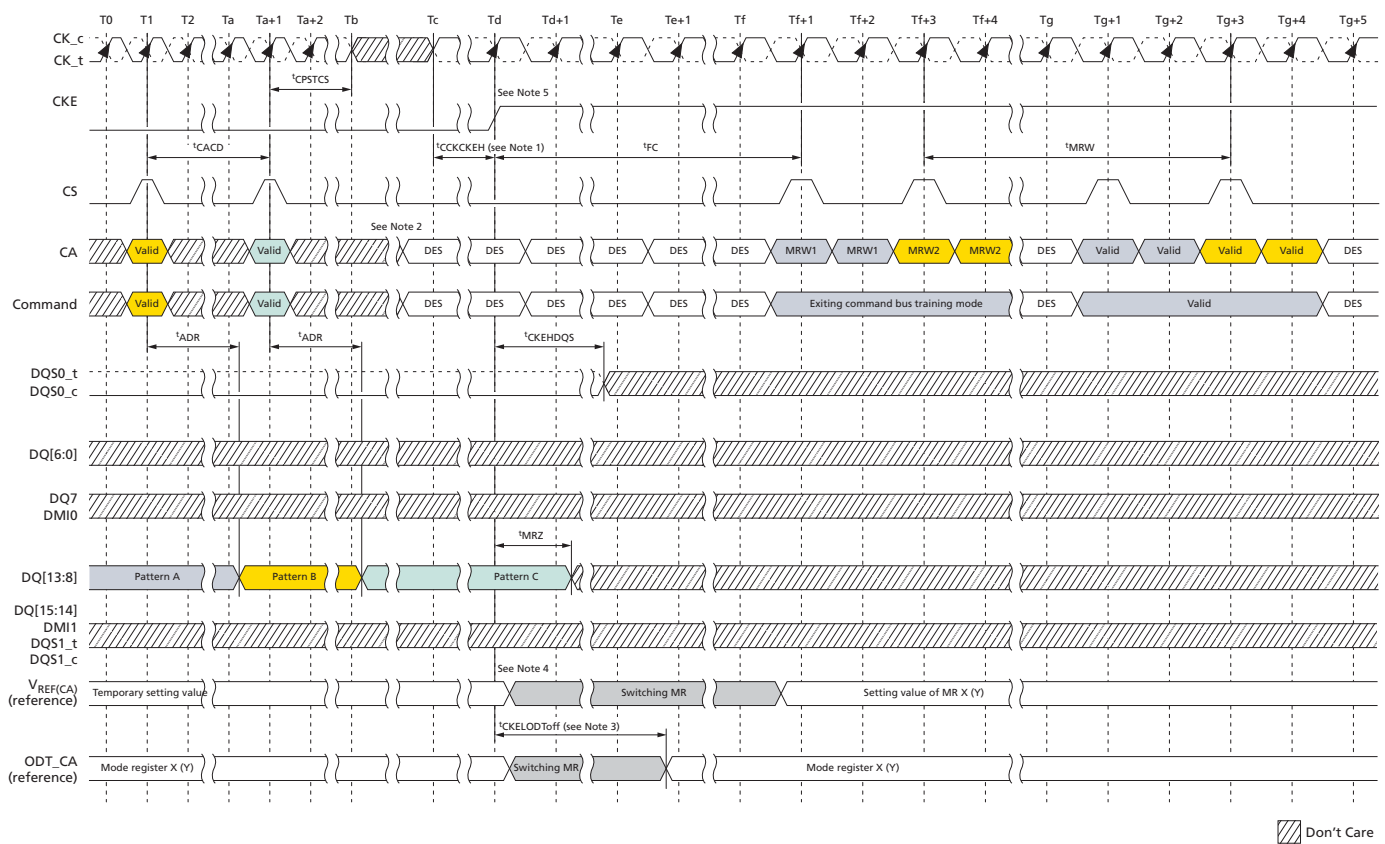 T0 T1 T2 Ta Ta+1 Ta+2 Tb Tc Td Td+1 Te Te+1 Tf Tf+1 Tf+2 Tf+3 Tf+4 Tg Tg+1 Tg+2 Tg+3 Tg+4 Tg+5
CK_c
CK_t
tCPSTCS
CKE
See Note 5
tCACD
tCCKCKEH (see Note 1)
tFC
tMRW
CS
See Note 2
CA Valid Valid DES DES DES DES DES DES MRW1 MRW1 MRW2 MRW2 DES Valid Valid Valid Valid DES
Command Valid Valid DES DES DES DES DES DES Exiting command bus training mode DES Valid DES
tADR tADR tCKEHDQS
DQS0_t
DQS0_c
DQ[6:0]
DQ7
DMI0
tMRZ
DQ[13:8] Pattern A Pattern B Pattern C
DQ[15:14]
DMI1
DQS1_t
DQS1_c
See Note 4
VREF(CA)
(reference)
Temporary setting value Switching MR Setting value of MR X (Y)
tCKELODToff (see Note 3)
ODT_CA
(reference)
Mode register X (Y) Switching MR Mode register X (Y)
Don't Care